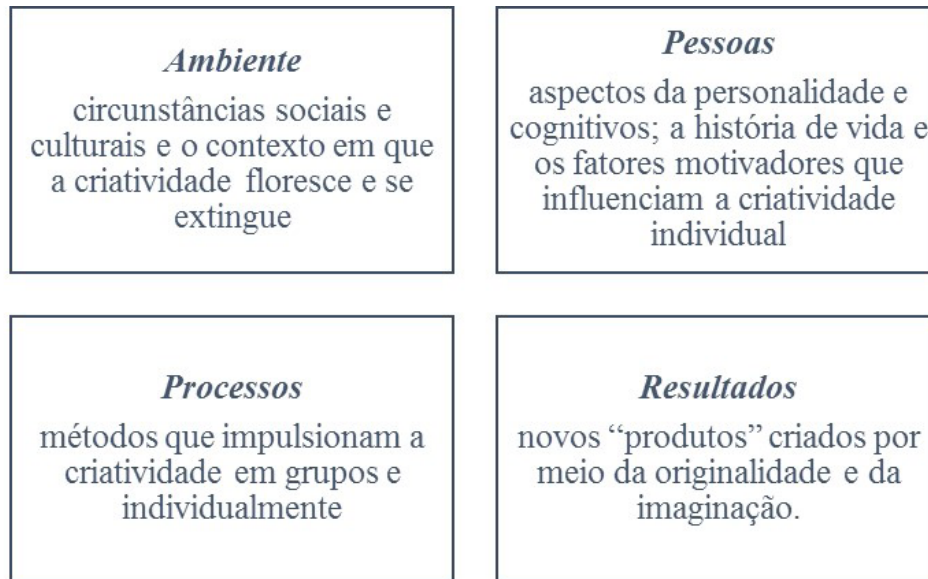 Ambiente
circunstâncias sociais e
culturais e o contexto em que
a criatividade floresce e se
extingue
Pessoas
aspectos da personalidade e
cognitivos; a história de vida e
os fatores motivadores que
influenciam a criatividade
individual
Processos
métodos que impulsionam a
criatividade em grupos e
individualmente
Resultados
novos “produtos” criados por
meio da originalidade e da
imaginação.